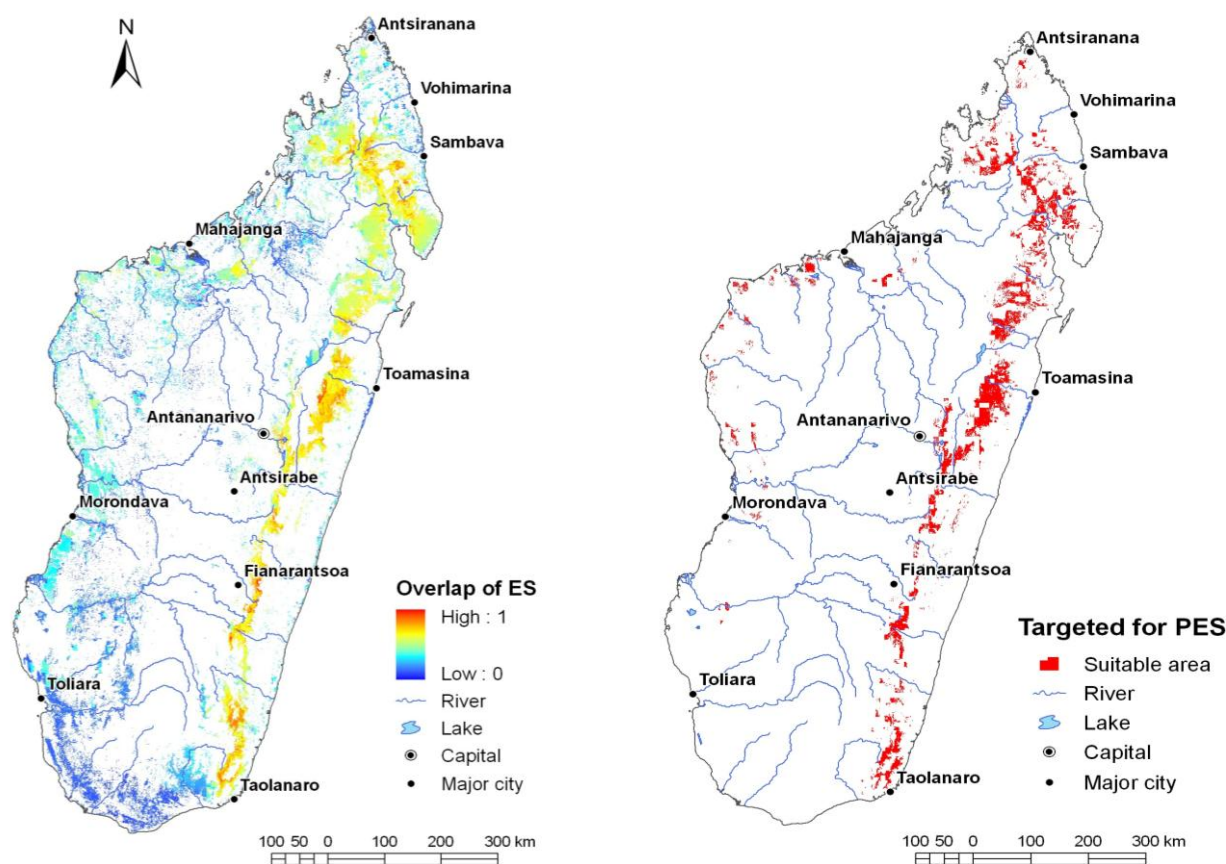 N
Antsiranana
Vohimarina
Sambava
Mahajanga
Toamasina
Antananarivo
Antsirabe
Morondava
Fianarantsoa
Toliara
Taolanaro
Overlap of ES
High : 1
Low : 0
River
Lake
Capital
Major city
100 50 0 100 200 300 km
Antsiranana
Vohimarina
Sambava
Mahajanga
Toamasina
Antananarivo
Antsirabe
Morondava
Fianarantsoa
Toliara
Taolanaro
Targeted for PES
Suitable area
River
Lake
Capital
Major city
100 50 0 100 200 300 km